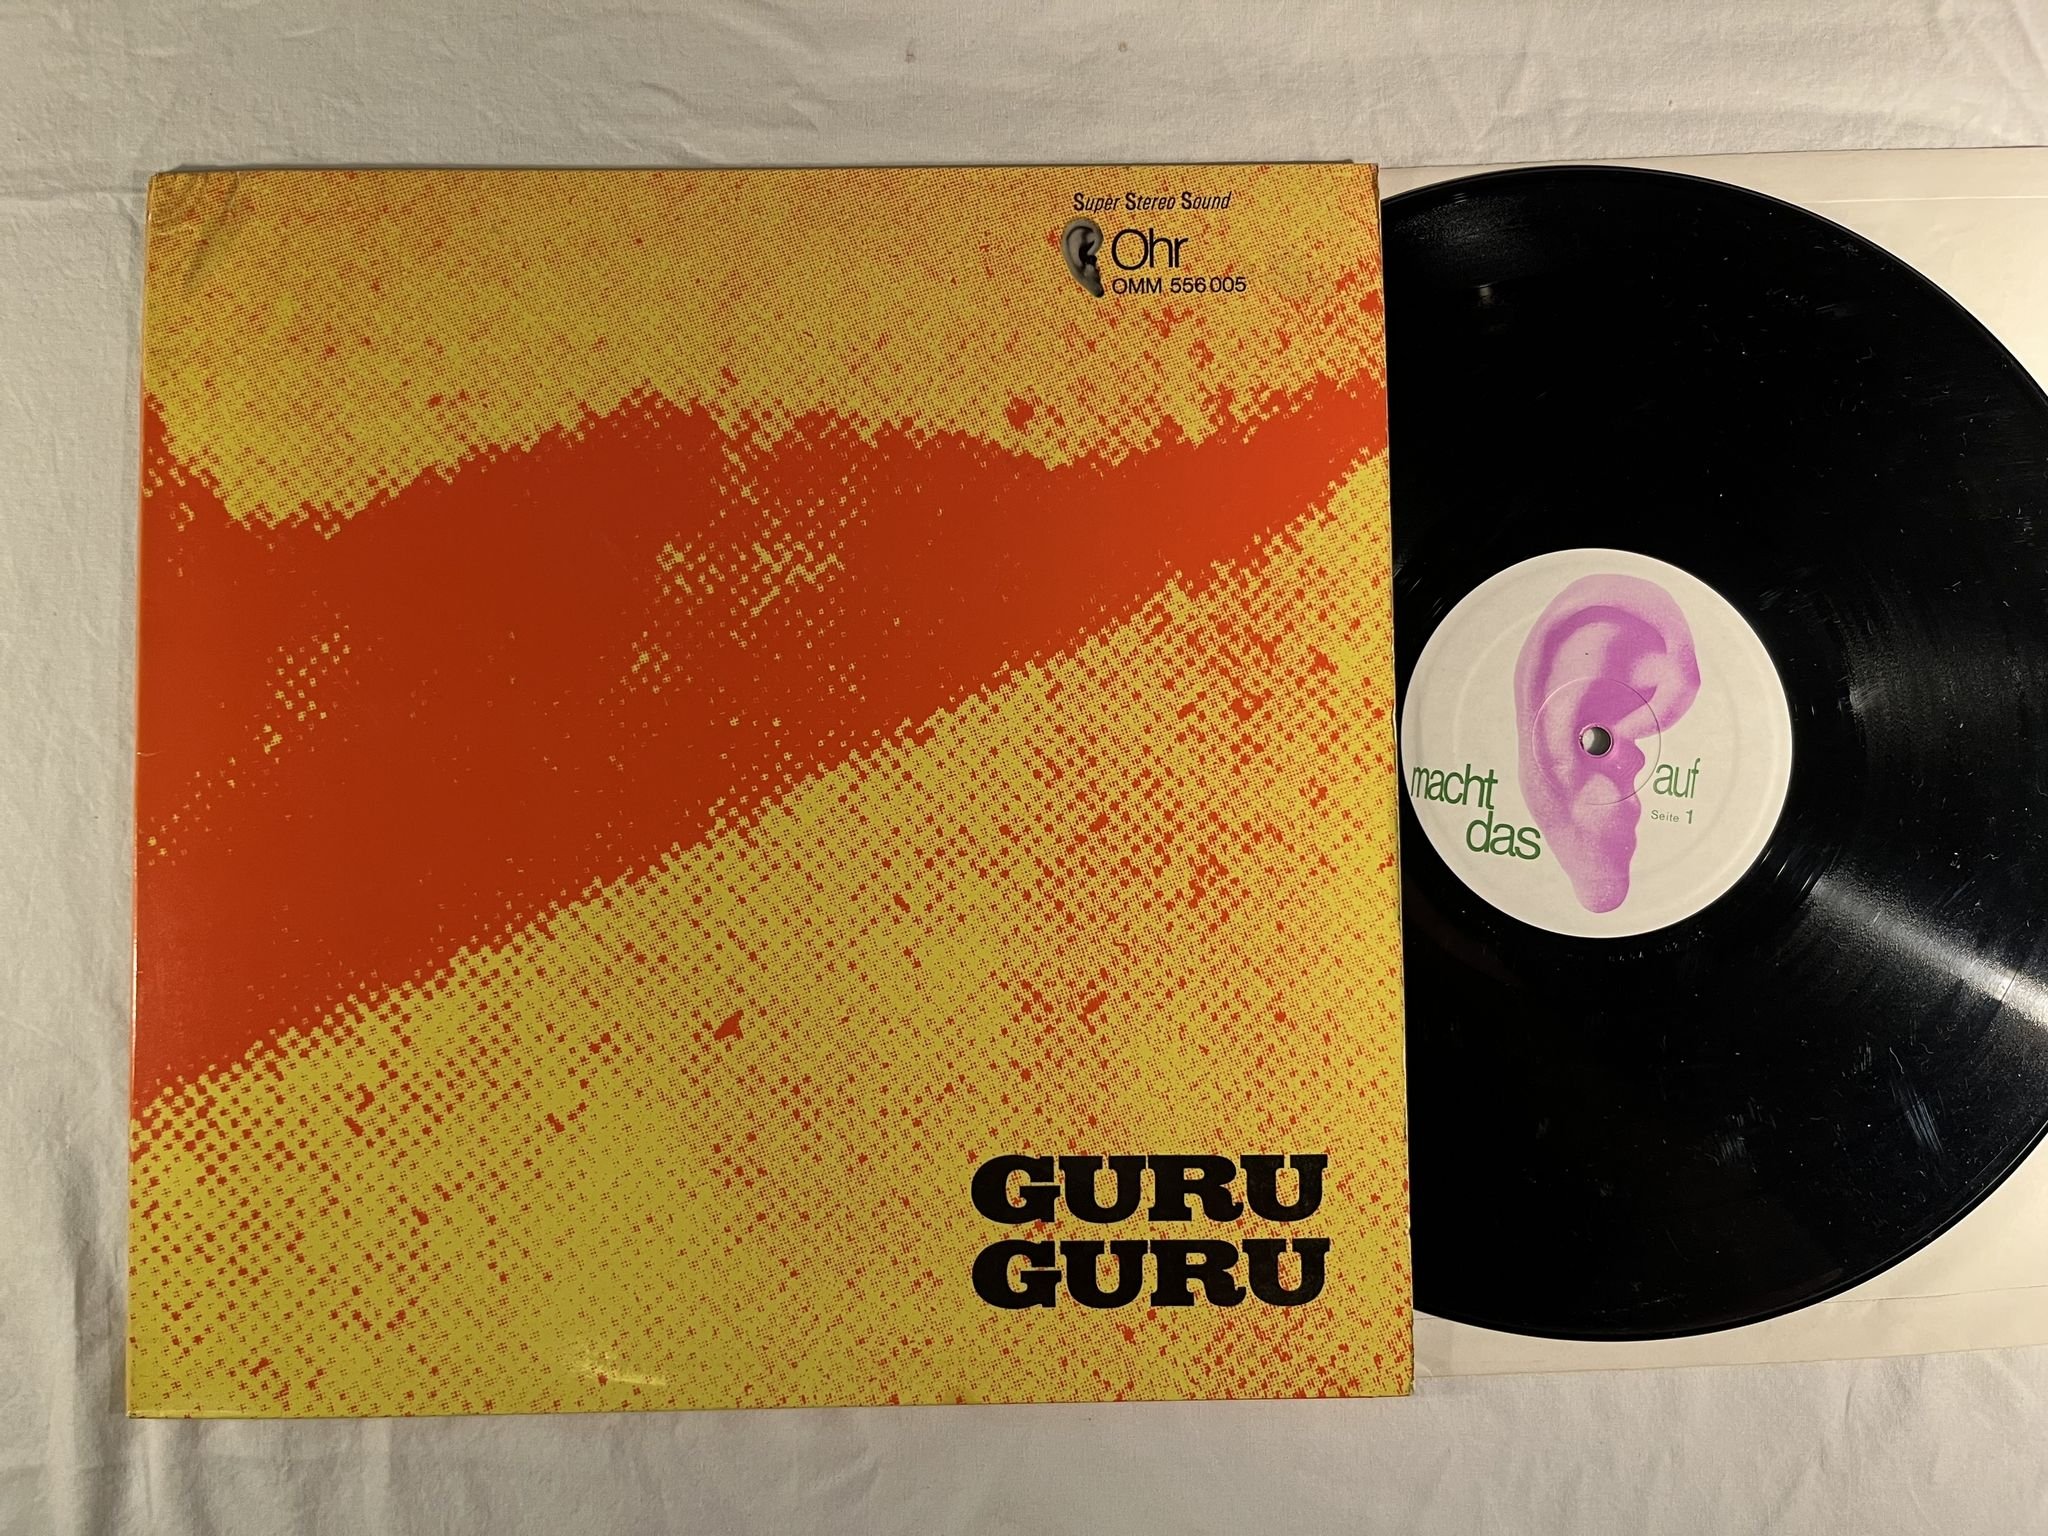 Super Stereo Sound
Ohr
OMM 556 005
GURU
GURU
macht
das
auf
Seite 1